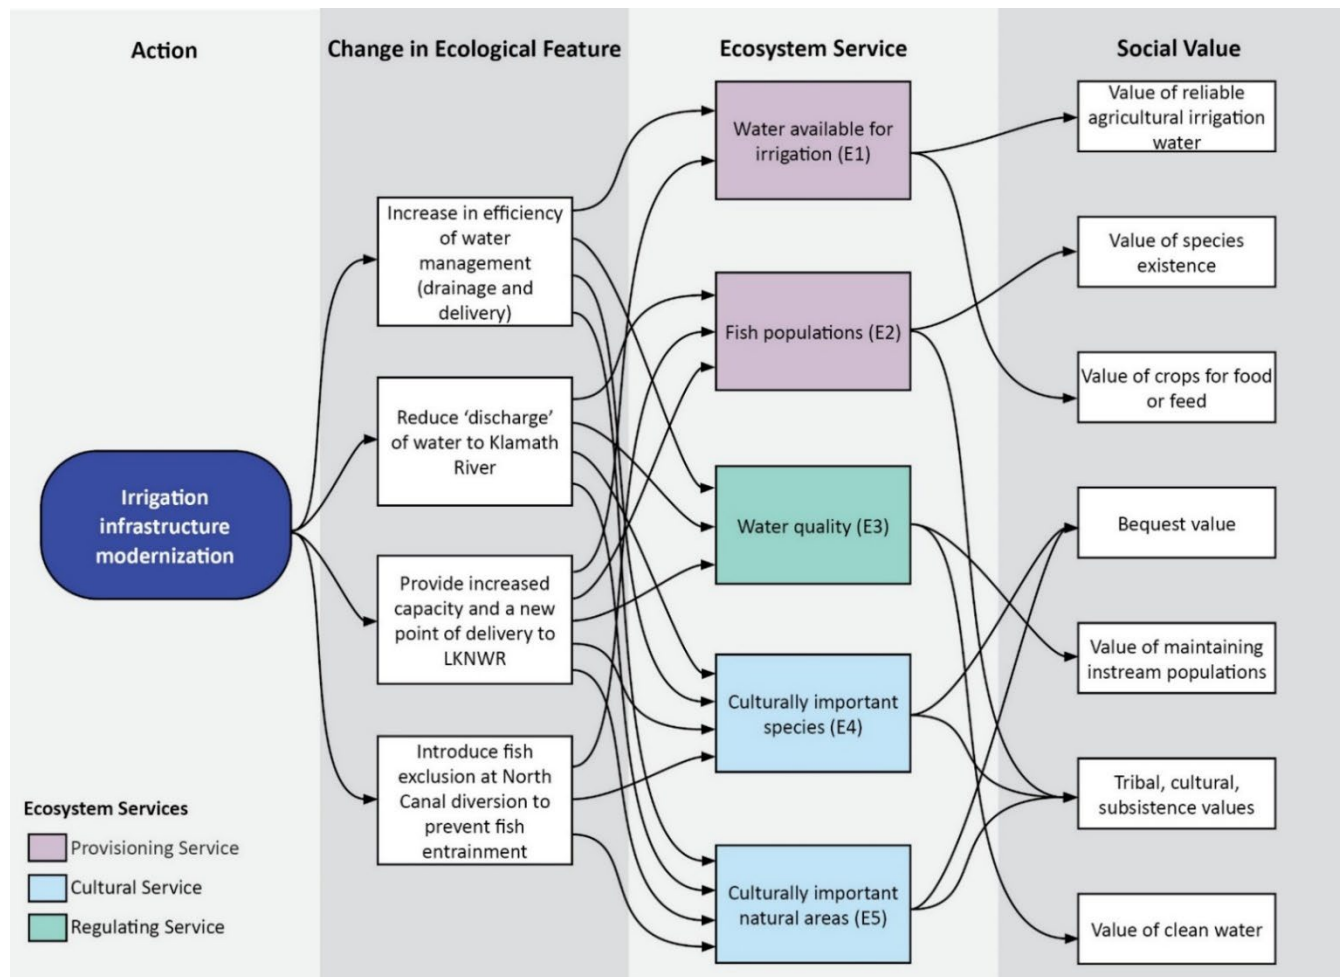 Action
Change in Ecological Feature
Ecosystem Service
Social Value
Irrigation
infrastructure
modernization
Increase in efficiency
of water
management
(drainage and
delivery)
Reduce ‘discharge’
of water to Klamath
River
Provide increased
capacity and a new
point of delivery to
LKNWR
Introduce fish
exclusion at North
Canal diversion to
prevent fish
entrainment
Water available for
irrigation (E1)
Fish populations (E2)
Water quality (E3)
Culturally important
species (E4)
Culturally important
natural areas (E5)
Value of reliable
agricultural irrigation
water
Value of species
existence
Value of crops for food
or feed
Bequest value
Value of maintaining
instream populations
Tribal, cultural,
subsistence values
Value of clean water
Ecosystem Services
Provisioning Service
Cultural Service
Regulating Service